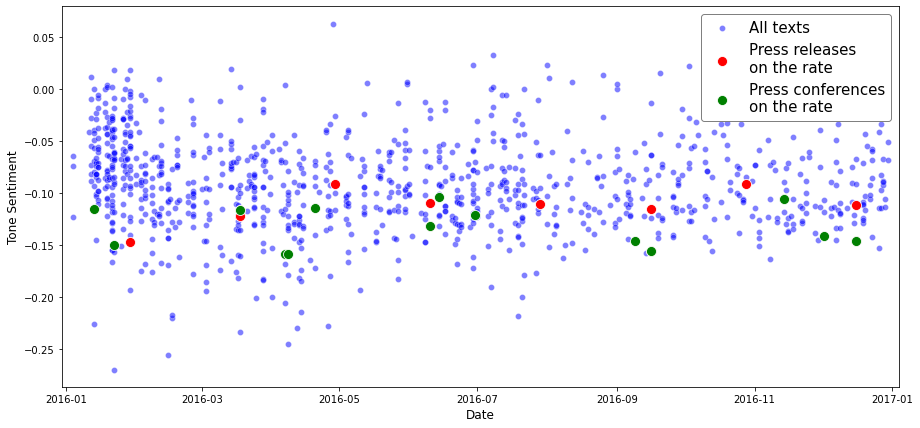 All texts
Press releases
on the rate
Press conferences
on the rate
0.05
0.00
−0.05
−0.10
−0.15
−0.20
−0.25
Tone Sentiment
2016-01
2016-03
2016-05
2016-07
2016-09
2016-11
2017-01
Date